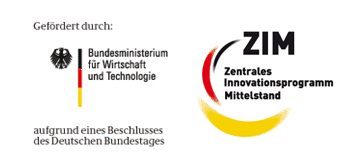 Gefördert durch:
Bundesministerium
für Wirtschaft
und Technologie
aufgrund eines Beschlusses
des Deutschen Bundestages
ZIM
Zentrales
Innovationsprogramm
Mittelstand